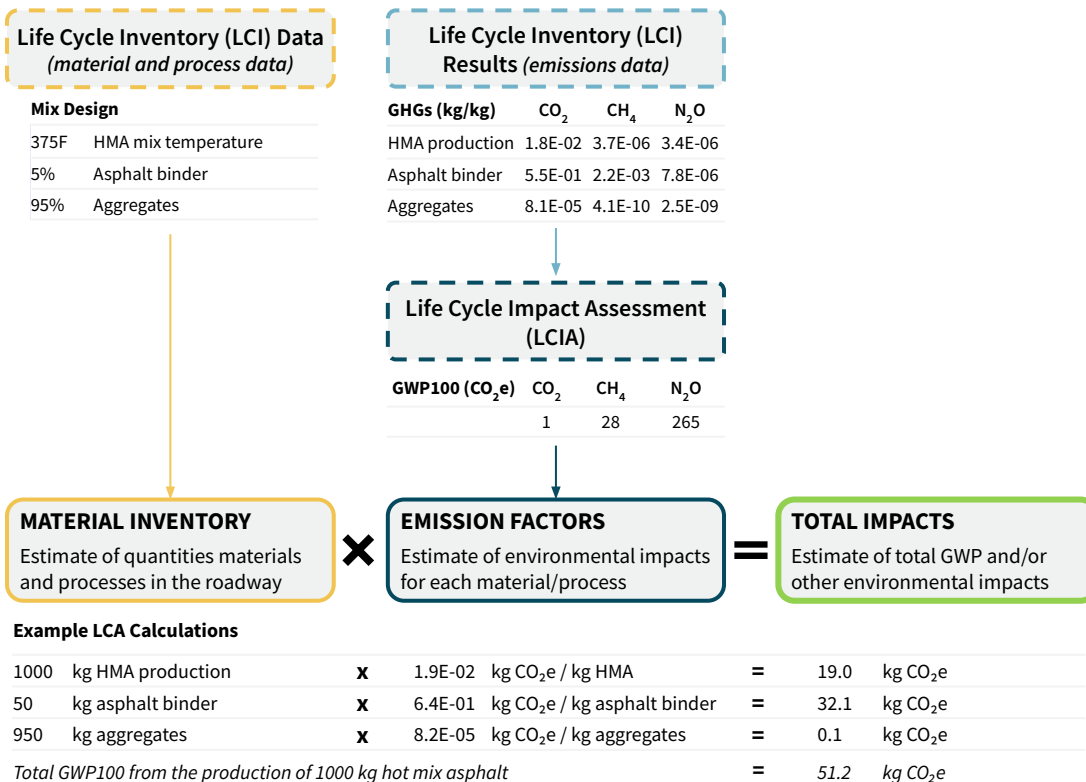 Life Cycle Inventory (LCI) Data
(material and process data)
Mix Design
375F HMA mix temperature
5% Asphalt binder
95% Aggregates
Life Cycle Inventory (LCI)
Results (emissions data)
GHGs (kg/kg) CO₂ CH₄ N₂O
HMA production 1.8E-02 3.7E-06 3.4E-06
Asphalt binder 5.5E-01 2.2E-03 7.8E-06
Aggregates 8.1E-05 4.1E-10 2.5E-09
Life Cycle Impact Assessment
(LCIA)
GWP100 (CO₂e) CO₂ CH₄ N₂O
1 28 265
MATERIAL INVENTORY
Estimate of quantities materials
and processes in the roadway
×
EMISSION FACTORS
Estimate of environmental impacts
for each material/process
=
TOTAL IMPACTS
Estimate of total GWP and/or
other environmental impacts
Example LCA Calculations
1000 kg HMA production x 1.9E-02 kg CO₂e / kg HMA = 19.0 kg CO₂e
50 kg asphalt binder x 6.4E-01 kg CO₂e / kg asphalt binder = 32.1 kg CO₂e
950 kg aggregates x 8.2E-05 kg CO₂e / kg aggregates = 0.1 kg CO₂e
Total GWP100 from the production of 1000 kg hot mix asphalt = 51.2 kg CO₂e